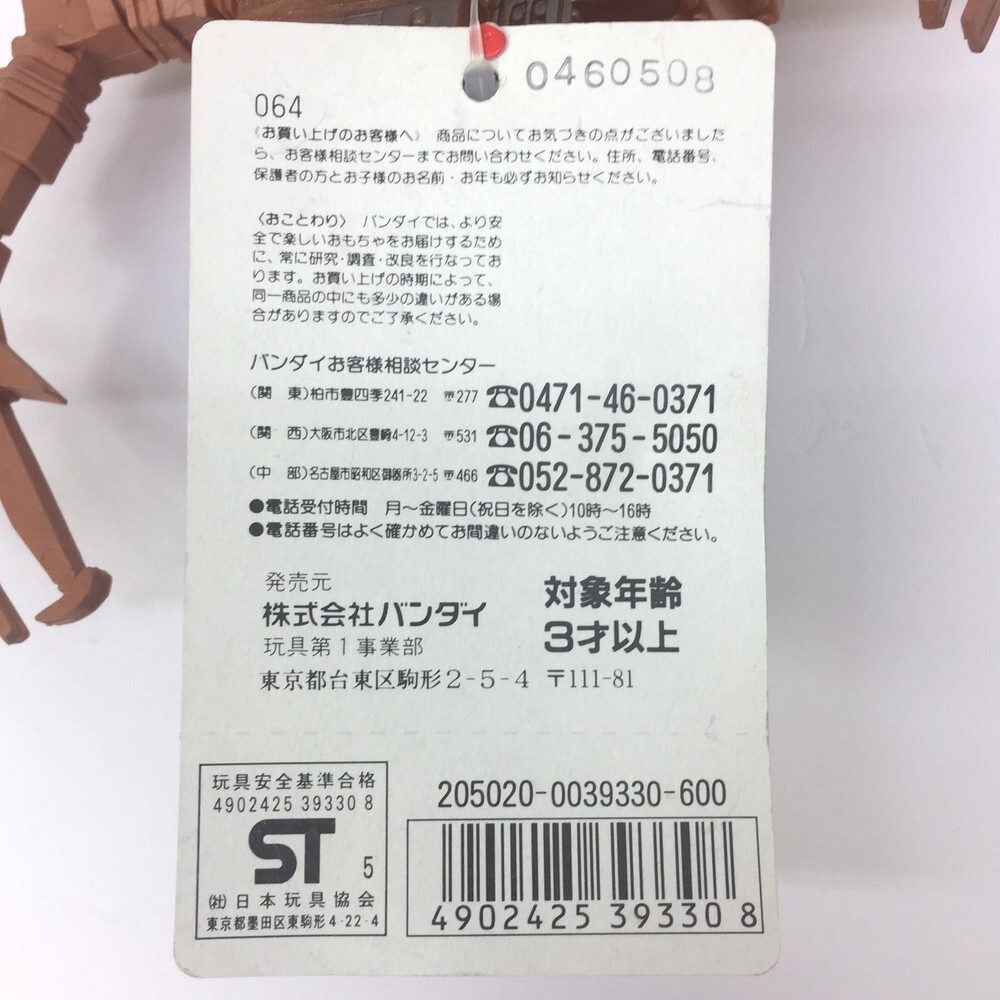 0460508
064
〈お買い上げのお客様へ〉 商品についてお気づきの点がございました
ら、お客様相談センターまでお問い合わせください。住所、電話番号、
保護者の方とお子様のお名前・お年も必ずお知らせください。
〈おことわり〉 バンダイでは、より安
全で楽しいおもちゃをお届けするため
に、常に研究・調査・改良を行なってお
ります。お買い上げの時期によって、
同一商品の中にも多少の違いがある場
合がありますのでご了承ください。
バンダイお客様相談センター
(関 東)柏市豊四季241-22 〒277 ☎0471-46-0371
(関 西)大阪市北区豊崎4-12-3 〒531 ☎06-375-5050
(中 部)名古屋市昭和区御器所3-2-5 〒466 ☎052-872-0371
●電話受付時間 月〜金曜日(祝日を除く)10時〜16時
●電話番号はよく確かめてお間違いのないようご注意ください。
発売元
株式会社バンダイ
玩具第1事業部
東京都台東区駒形2-5-4 〒111-81
対象年齢
3才以上
玩具安全基準合格
4902425 39330 8
ST 5
(社)日本玩具協会
東京都墨田区東駒形4-22-4
205020-0039330-600
4902425 39330 8